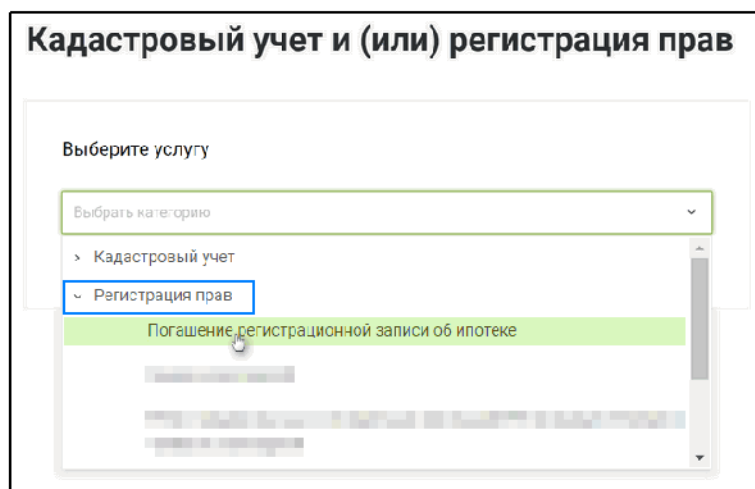 Кадастровый учет и (или) регистрация прав
Выберите услугу
Выбрать категорию
Кадастровый учет
Регистрация прав
Погашение регистрационной записи об ипотеке